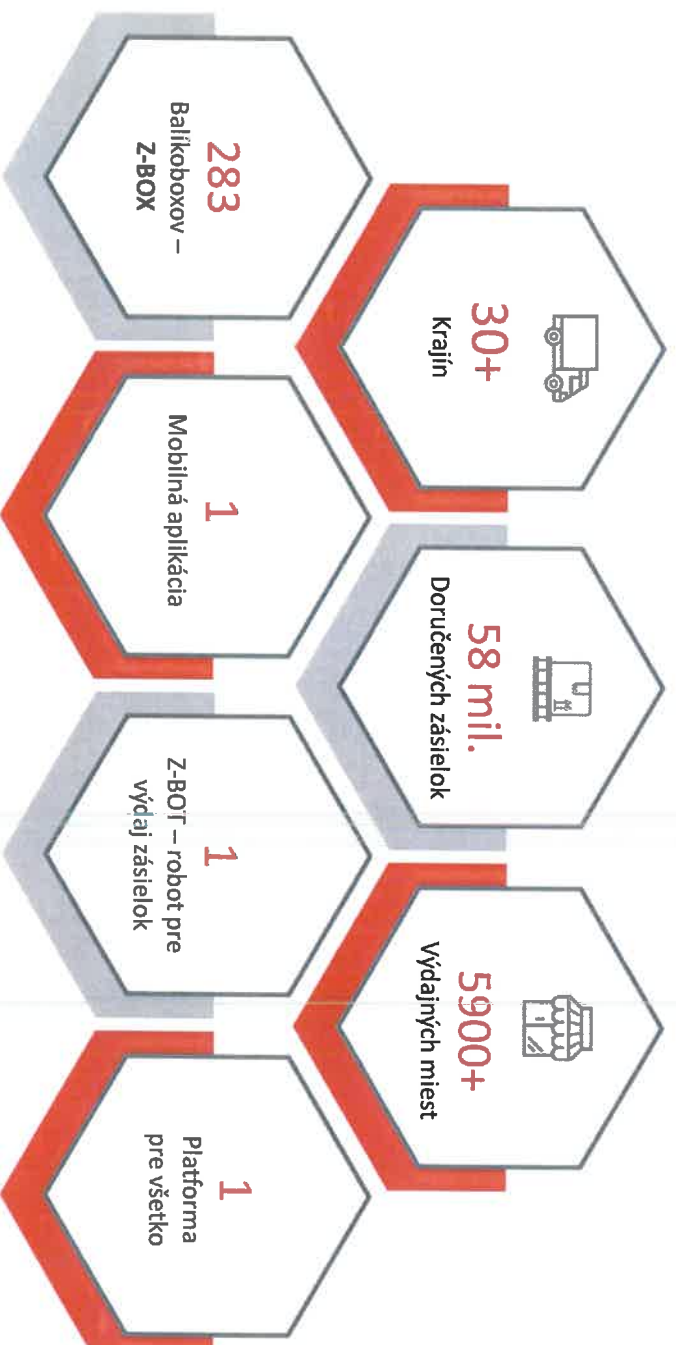 30+
Krajín
58 mil.
Doručených zásielok
5900+
Výdajných miest
283
Balíkoboxov –
Z-BOX
1
Mobilná aplikácia
1
Z-BOT – robot pre
výdaj zásielok
1
Platforma
pre všetko